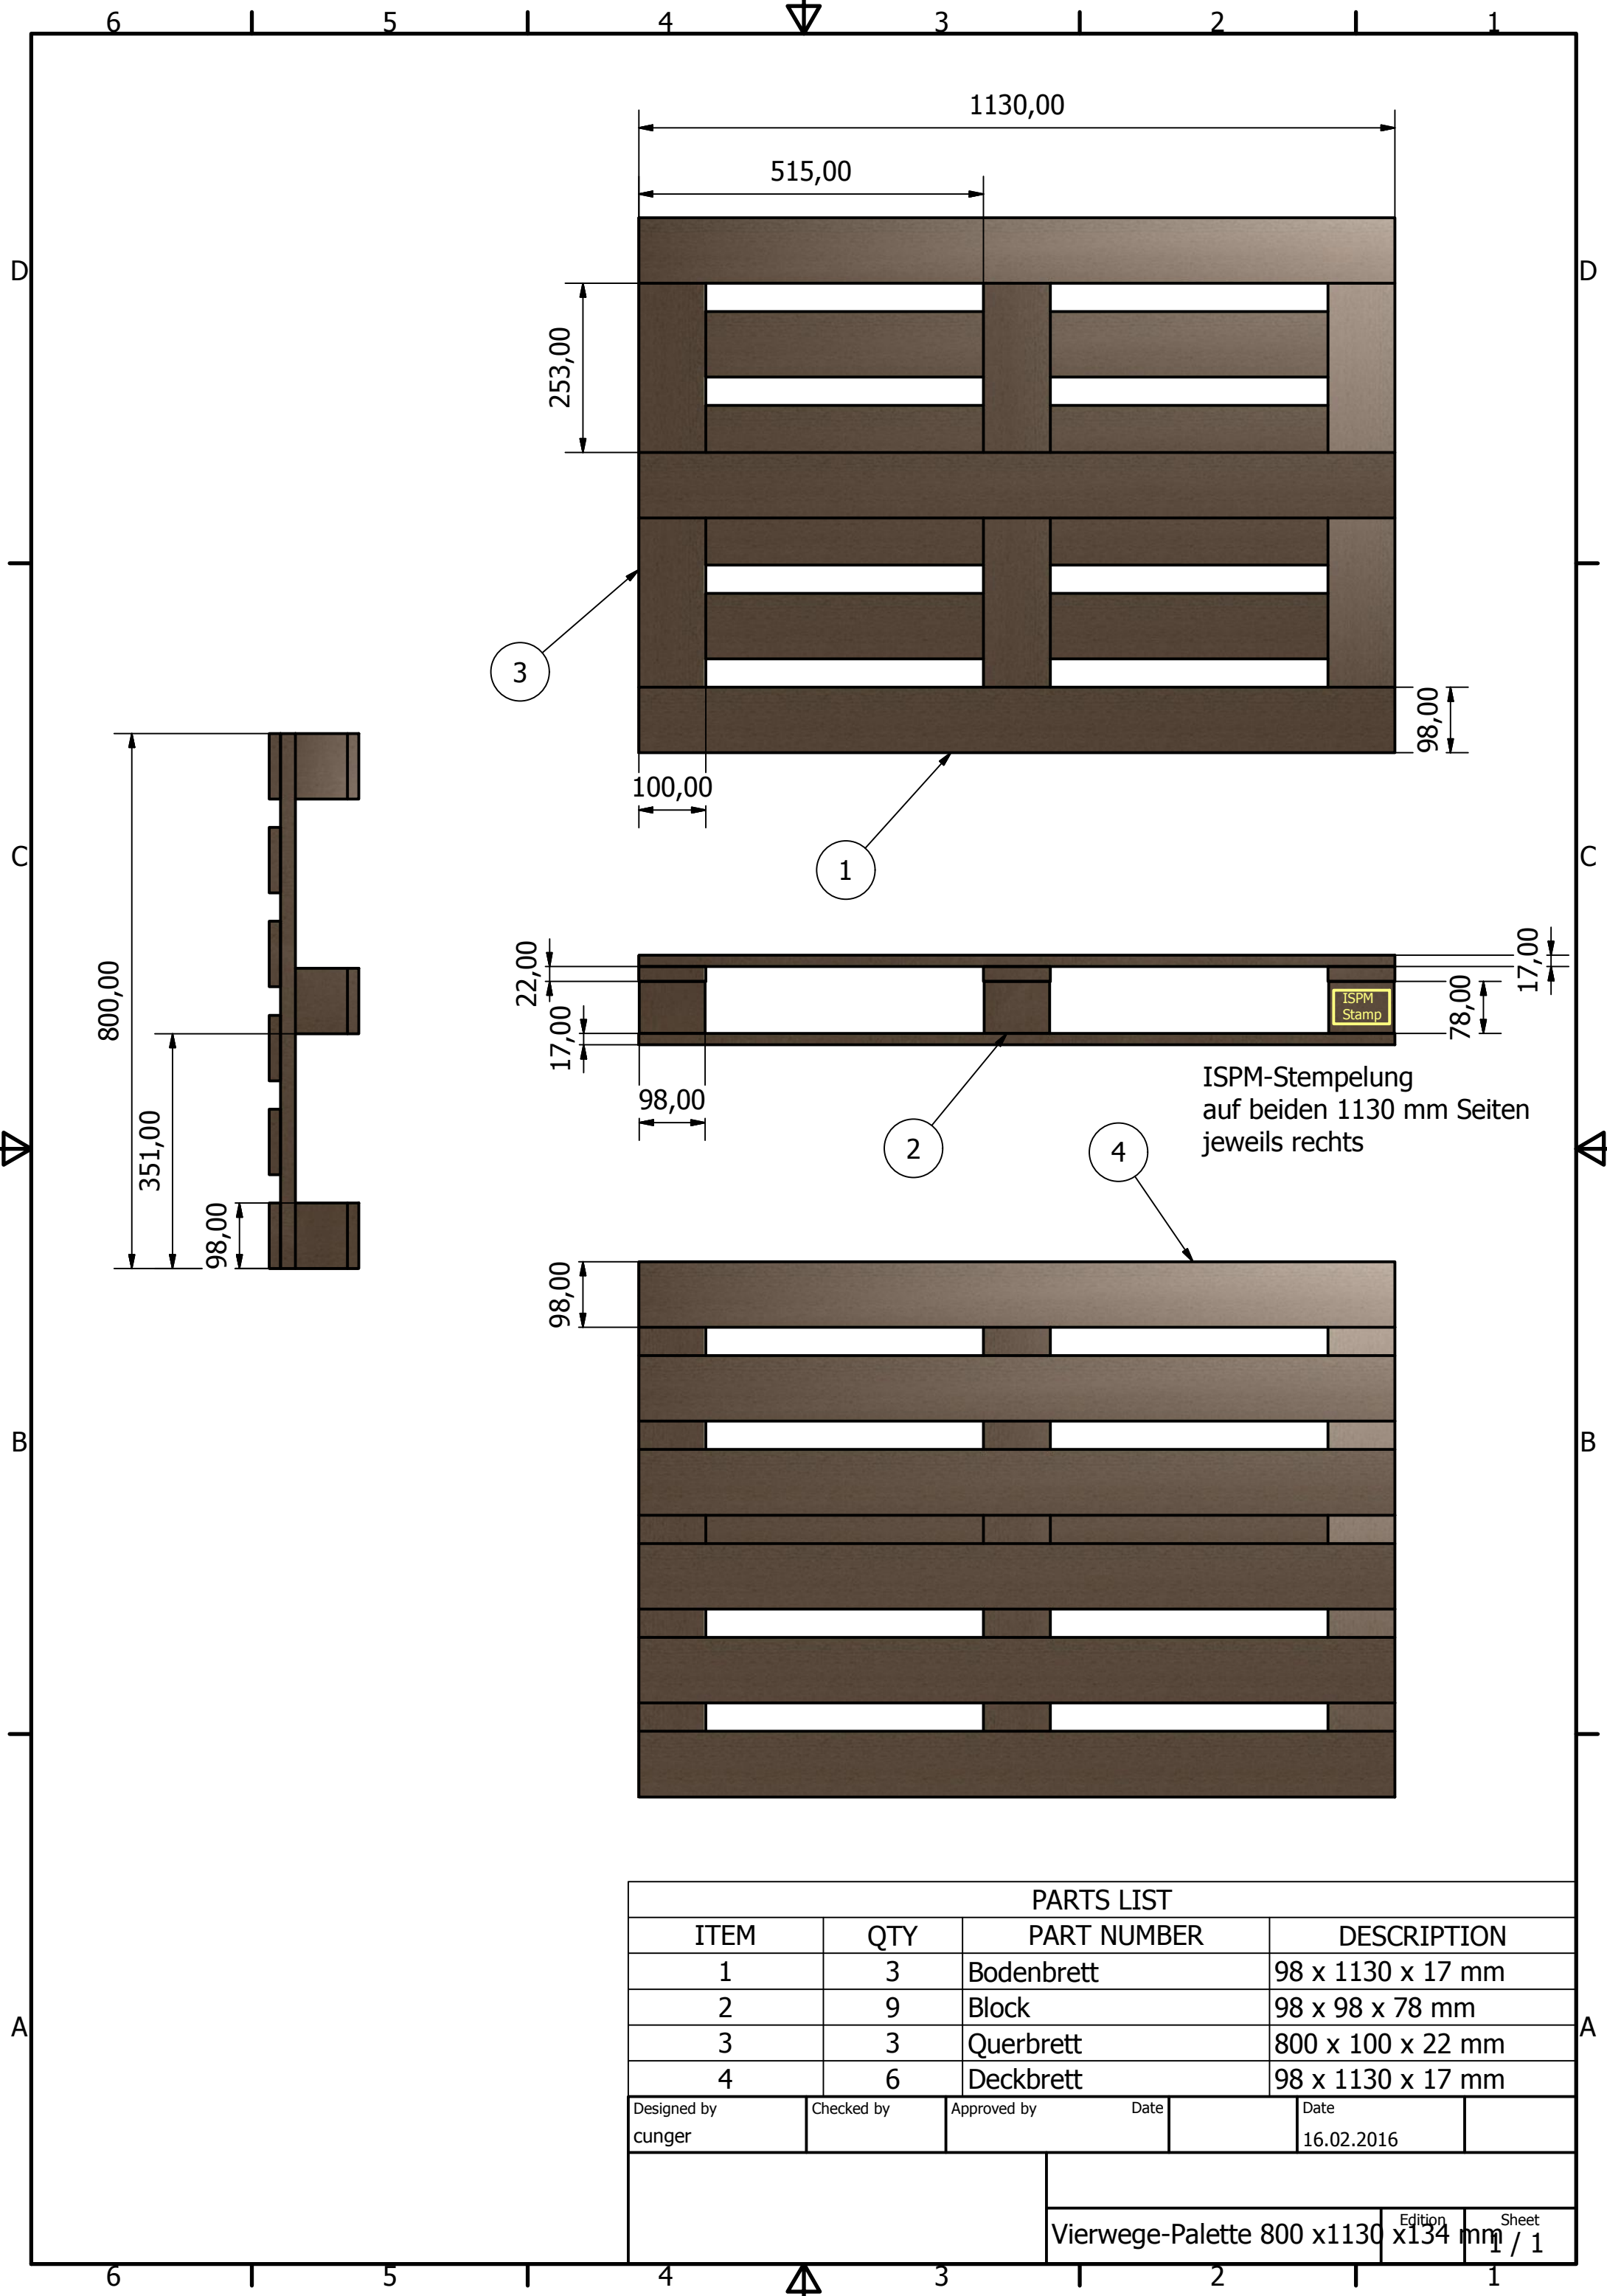 6 5 4 3 2 1
1130,00
515,00
D D
253,00
3
98,00
100,00
1
C C
800,00
351,00
98,00
22,00
17,00
17,00
78,00
ISPM
Stamp
98,00
ISPM-Stempelung
auf beiden 1130 mm Seiten
jeweils rechts
2
4
98,00
B B
PARTS LIST
ITEM QTY PART NUMBER DESCRIPTION
1 3 Bodenbrett 98 x 1130 x 17 mm
2 9 Block 98 x 98 x 78 mm
3 3 Querbrett 800 x 100 x 22 mm
4 6 Deckbrett 98 x 1130 x 17 mm
A A
Designed by Checked by Approved by Date Date
cunger 16.02.2016
Edition Sheet
Vierwege-Palette 800 x1130 x134 mm 1 / 1
6 5 4 3 2 1